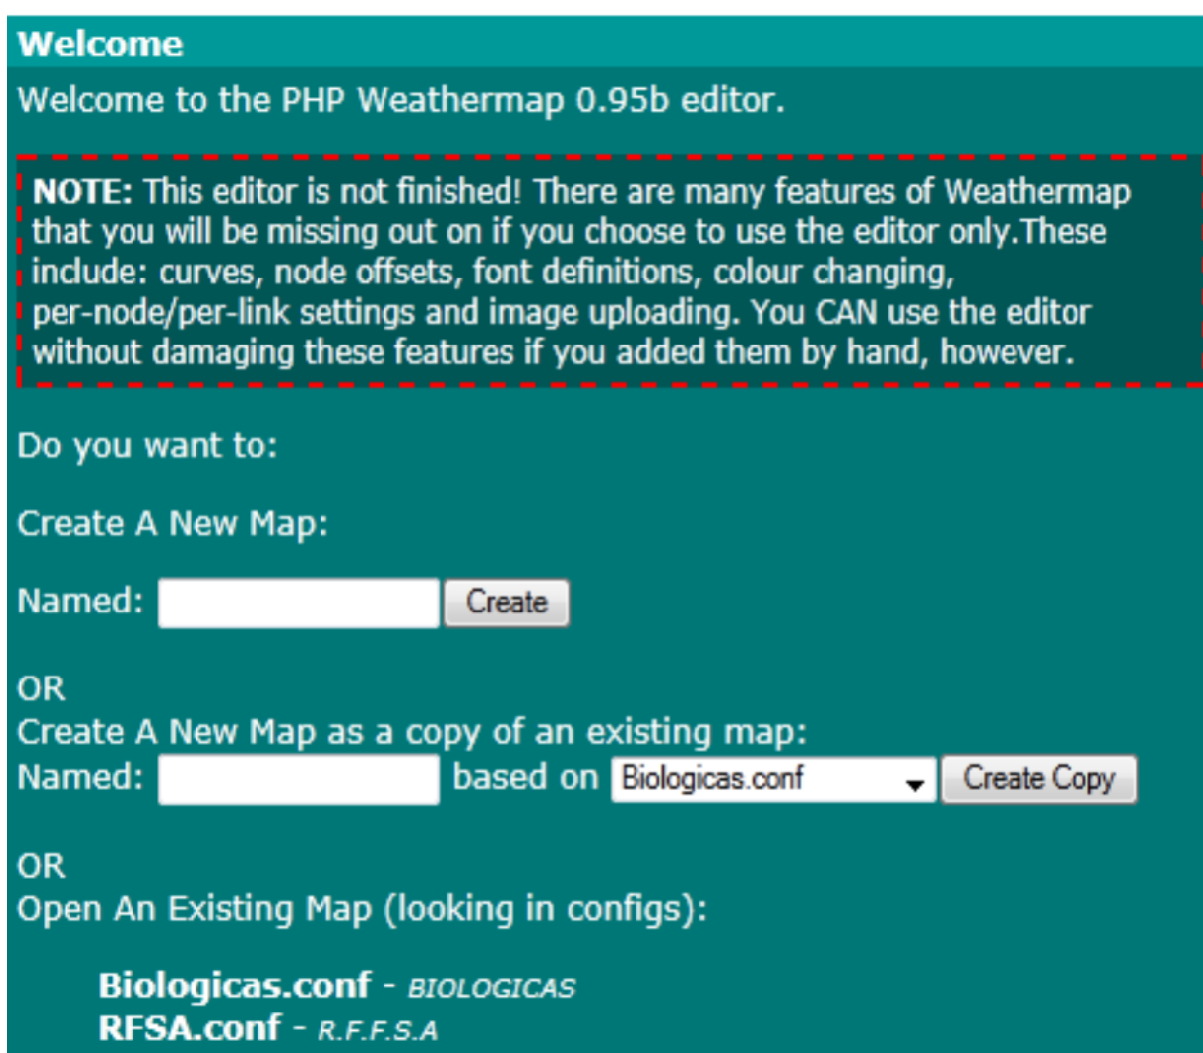 Welcome
Welcome to the PHP Weathermap 0.95b editor.
NOTE: This editor is not finished! There are many features of Weathermap
that you will be missing out on if you choose to use the editor only.These
include: curves, node offsets, font definitions, colour changing,
per-node/per-link settings and image uploading. You CAN use the editor
without damaging these features if you added them by hand, however.
Do you want to:
Create A New Map:
Named: Create
OR
Create A New Map as a copy of an existing map:
Named: based on Biologicas.conf Create Copy
OR
Open An Existing Map (looking in configs):
Biologicas.conf - BIOLOGICAS
RFSA.conf - R.F.F.S.A